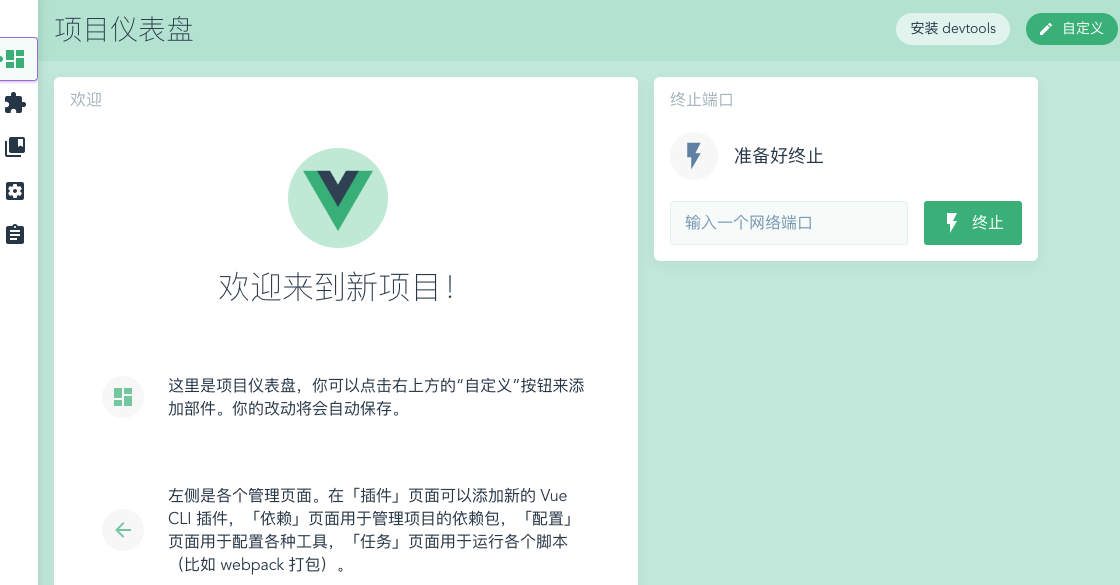 项目仪表盘
安装 devtools
自定义
欢迎
欢迎来到新项目！
这里是项目仪表盘，你可以点击右上方的“自定义”按钮来添
加部件。你的改动将会自动保存。
左侧是各个管理页面。在「插件」页面可以添加新的 Vue
CLI 插件，「依赖」页面用于管理项目的依赖包，「配置」
页面用于配置各种工具，「任务」页面用于运行各个脚本
（比如 webpack 打包）。
终止端口
准备好终止
输入一个网络端口
终止